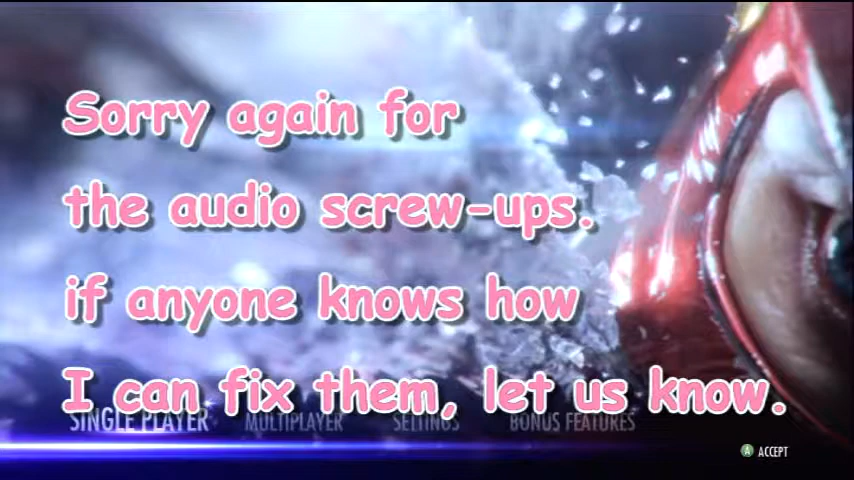 Sorry again for
the audio screw-ups.
if anyone knows how
I can fix them, let us know.
SINGLE PLAYER MULTIPLAYER SETTINGS BONUS FEATURES
A ACCEPT